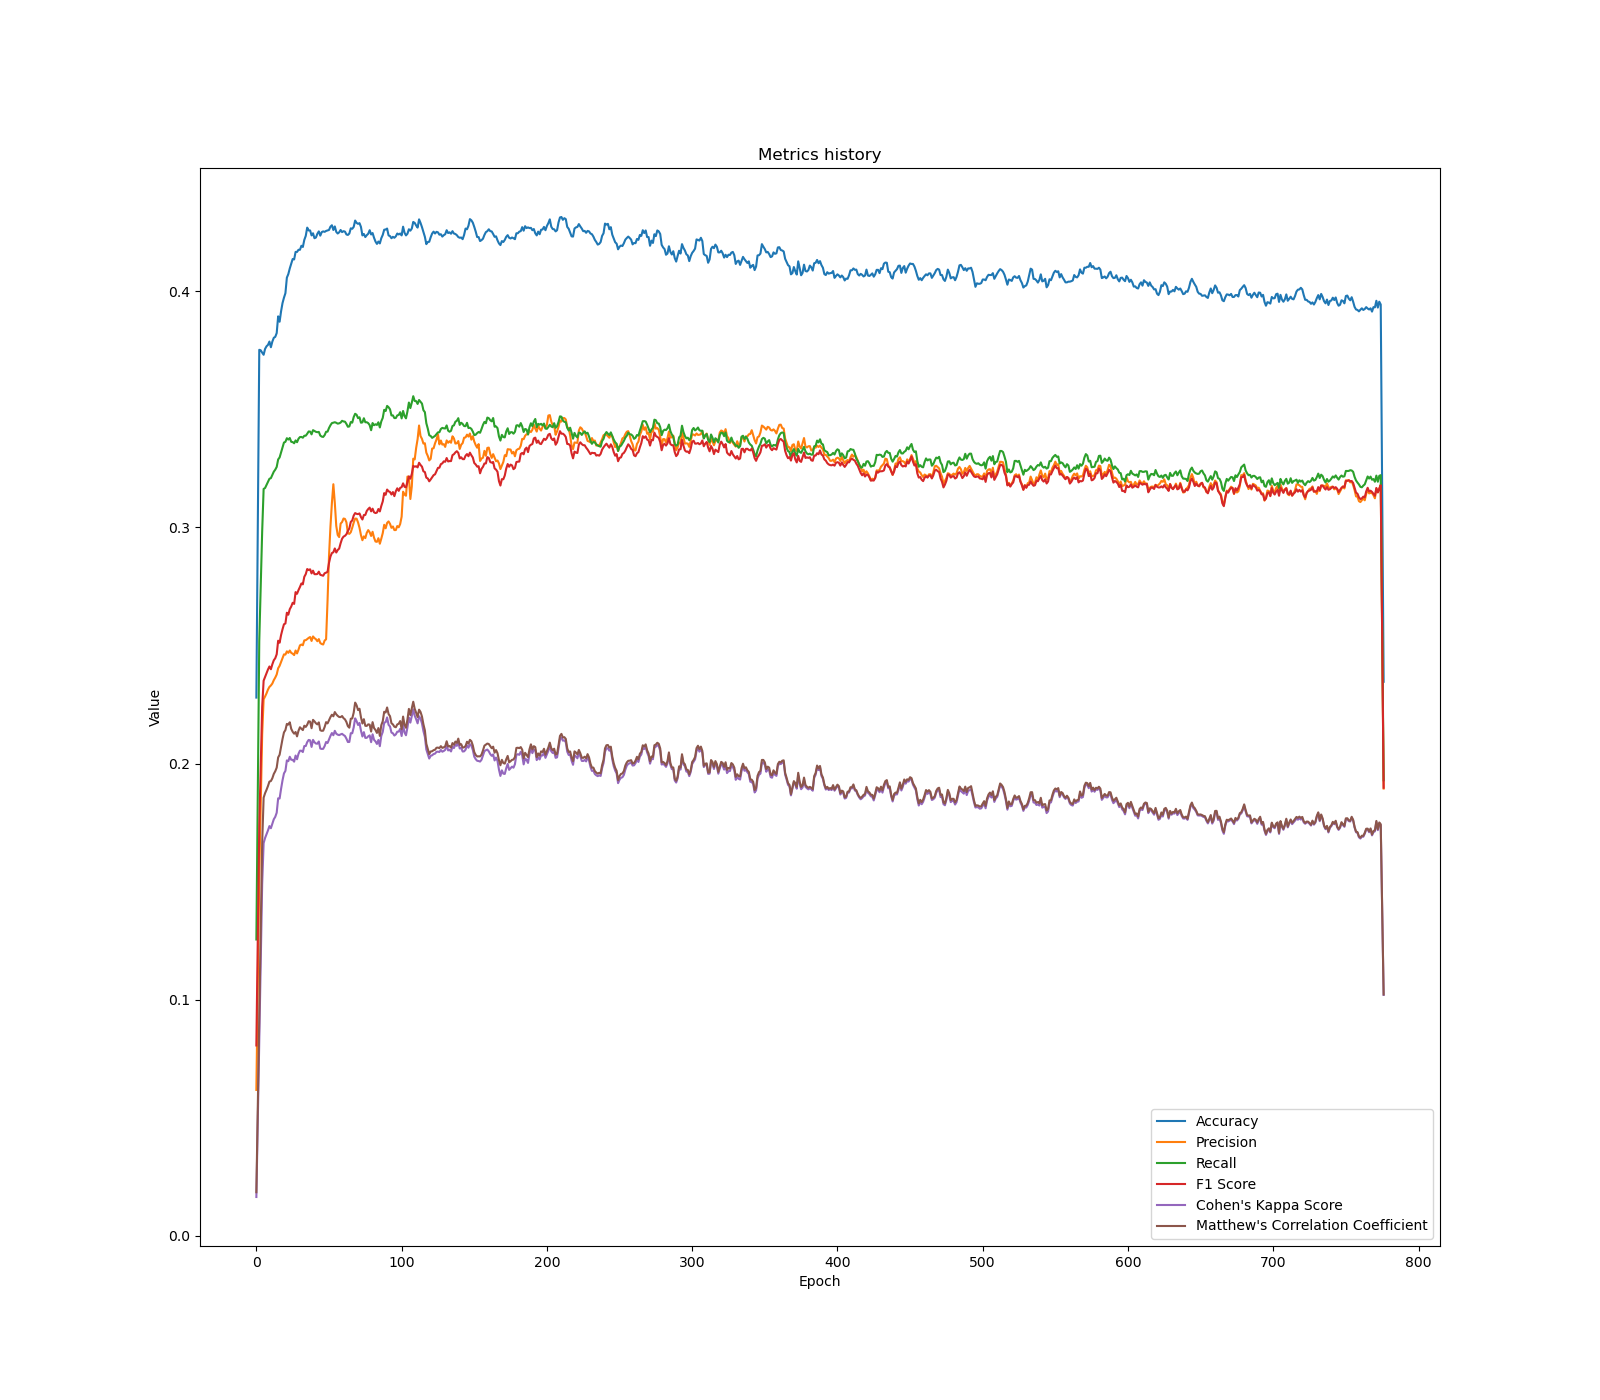 Metrics history
Value
0.4
0.3
0.2
0.1
0.0
0 100 200 300 400 500 600 700 800
Epoch
Accuracy
Precision
Recall
F1 Score
Cohen's Kappa Score
Matthew's Correlation Coefficient